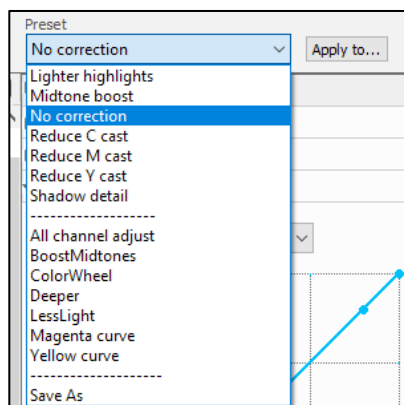 Preset
No correction
Apply to...
Lighter highlights
Midtone boost
No correction
Reduce C cast
Reduce M cast
Reduce Y cast
Shadow detail
-------------------
All channel adjust
BoostMidtones
ColorWheel
Deeper
LessLight
Magenta curve
Yellow curve
--------------------
Save As